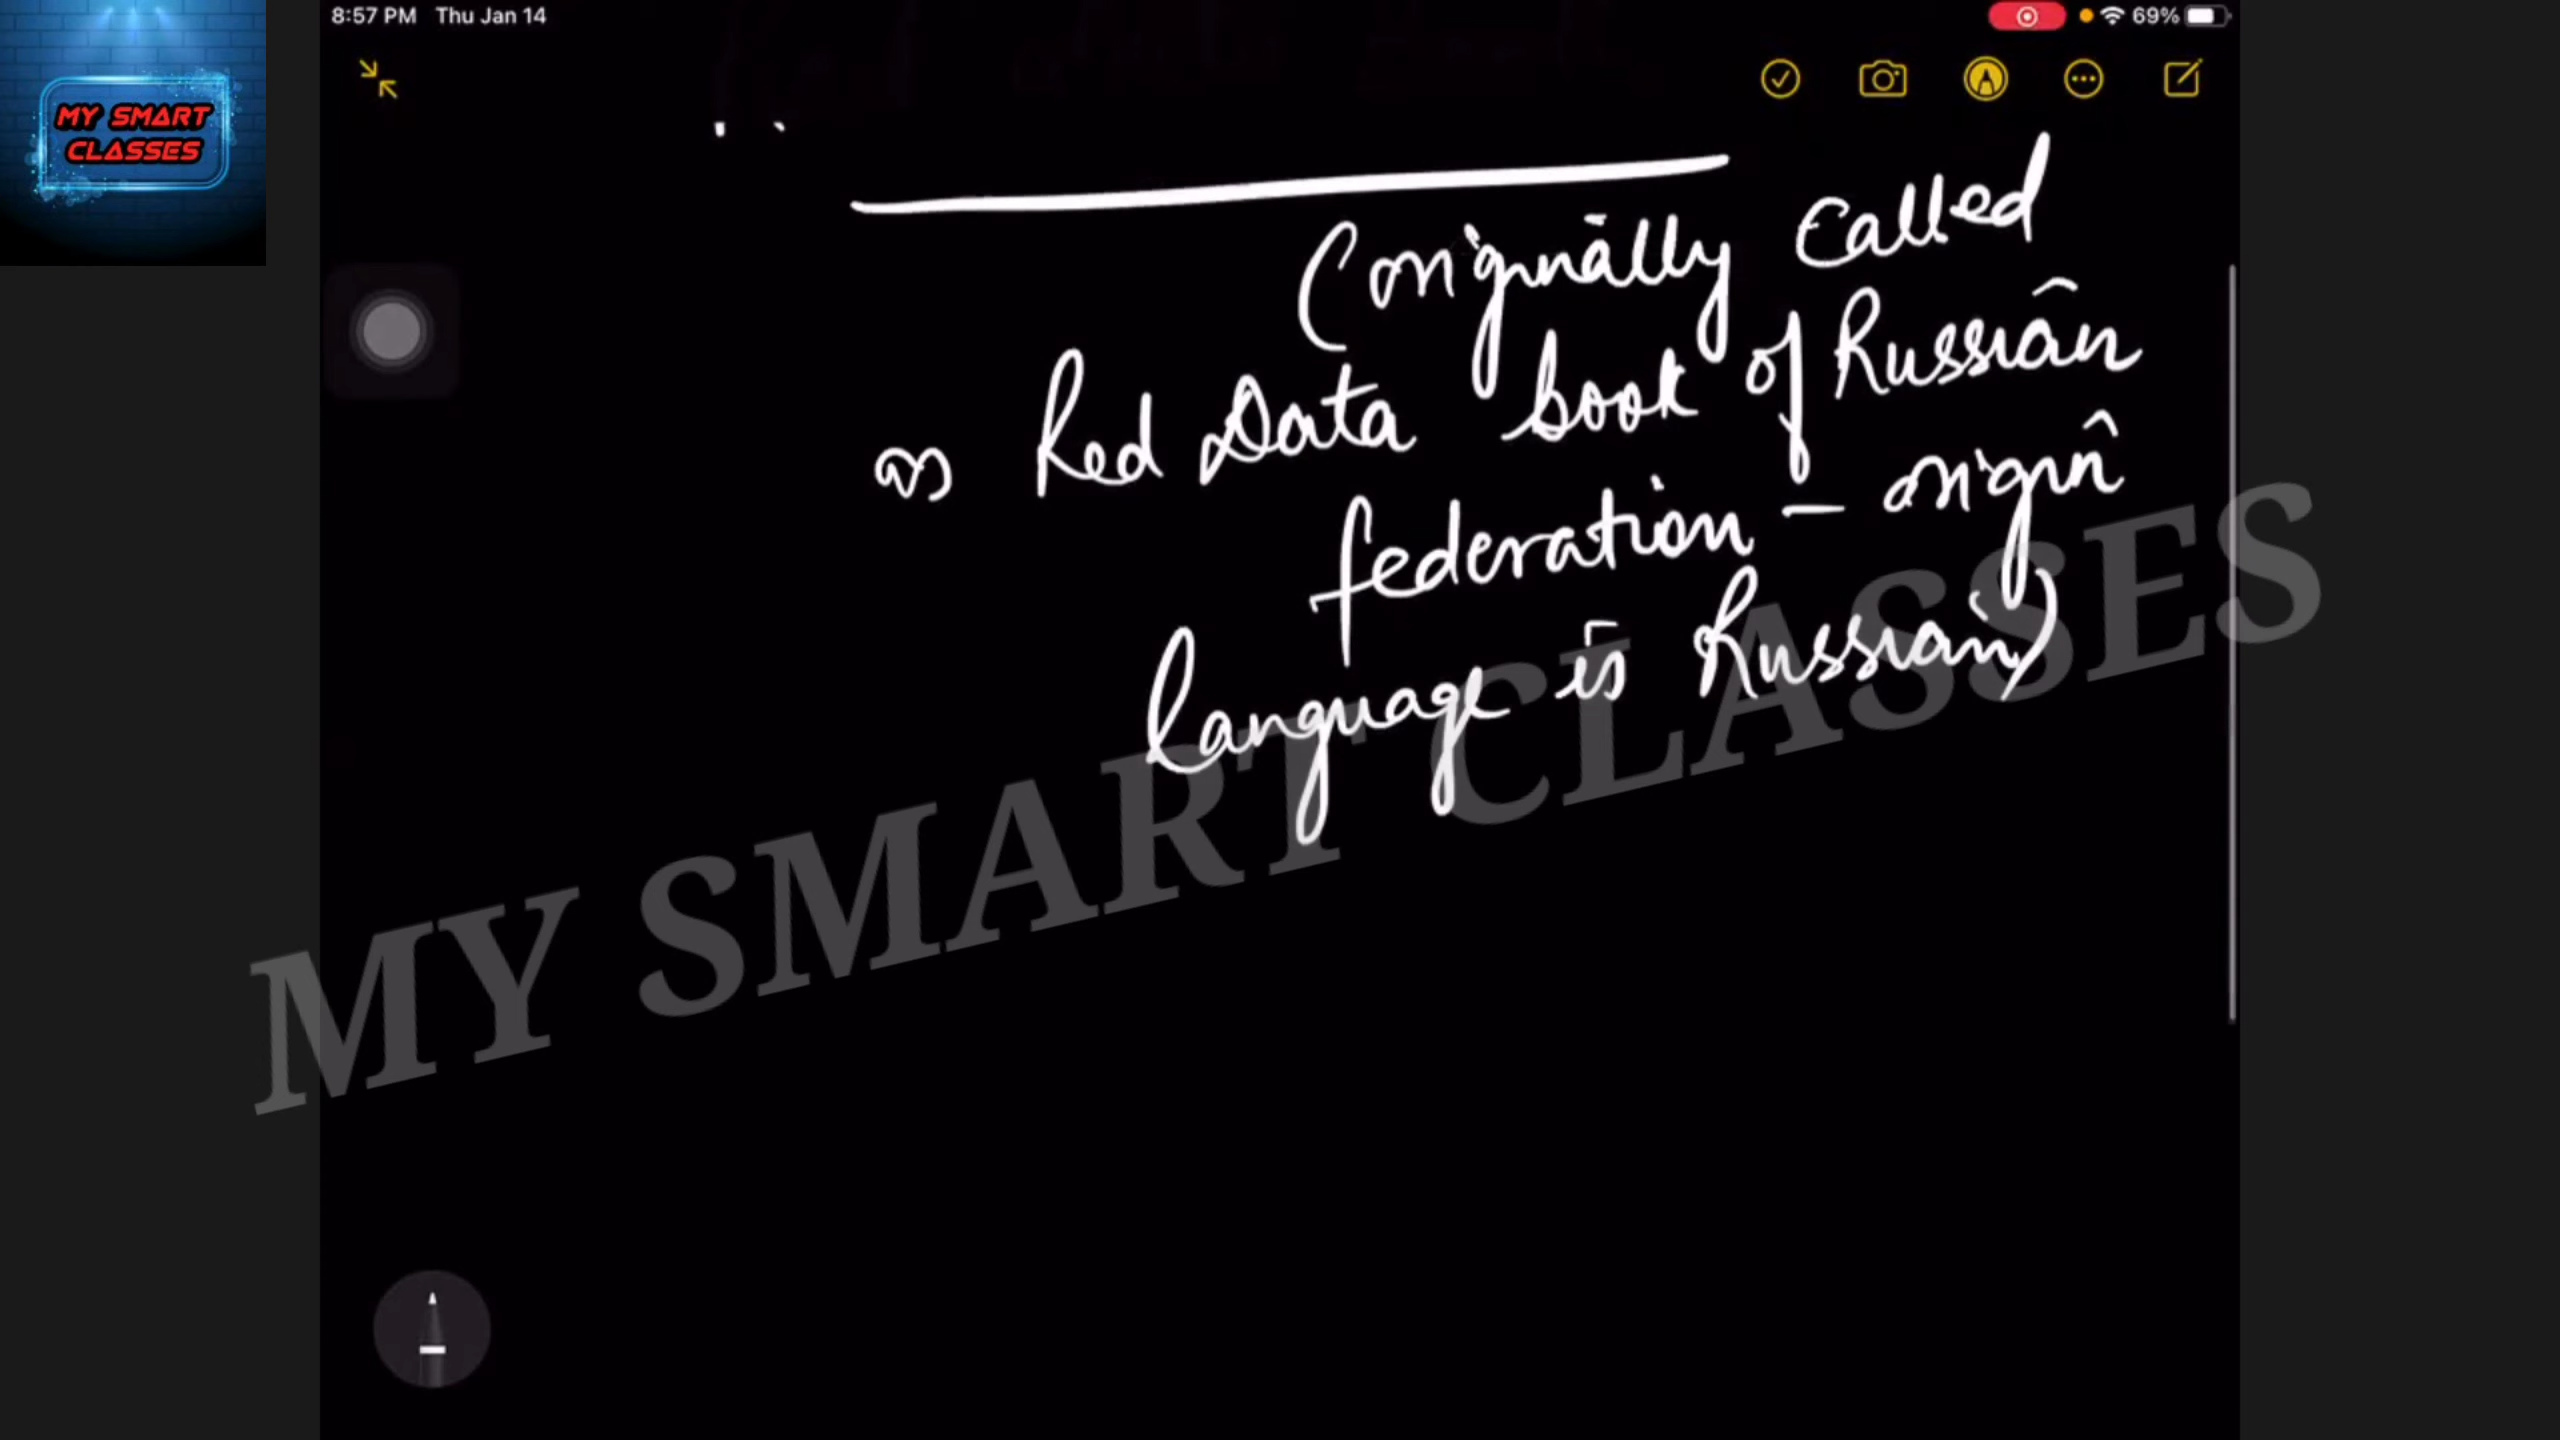 8:57 PM Thu Jan 14
69%
MY SMART
CLASSES
(originally called
as Red Data book of Russian
federation - origin
language is Russian)
MY SMART CLASSES